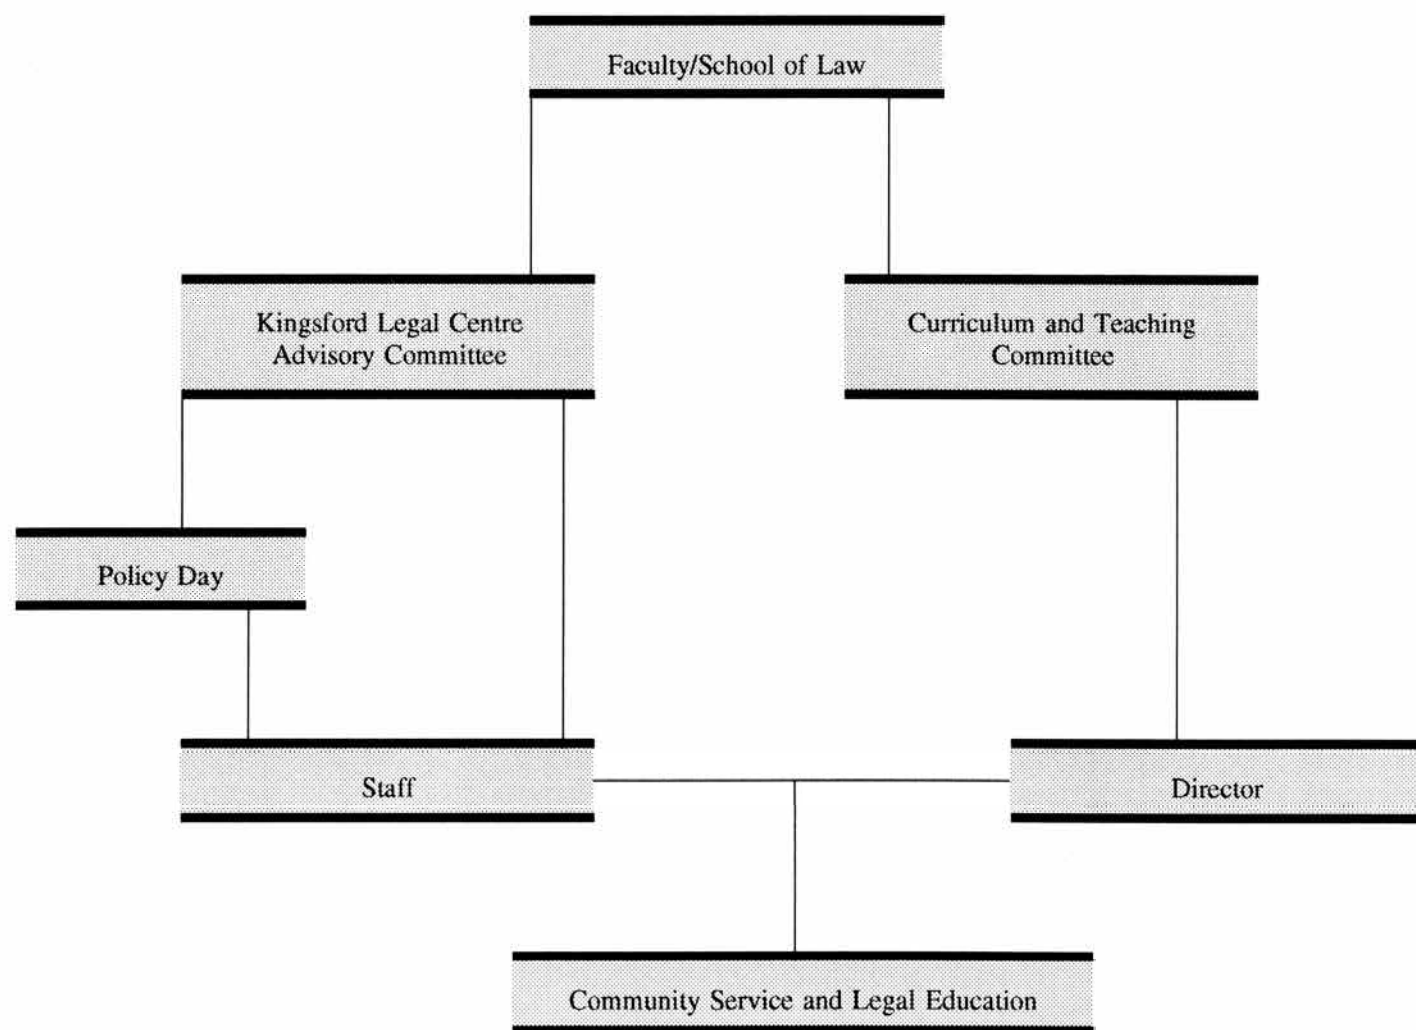 Faculty/School of Law
Kingsford Legal Centre
Advisory Committee
Curriculum and Teaching
Committee
Policy Day
Staff
Director
Community Service and Legal Education